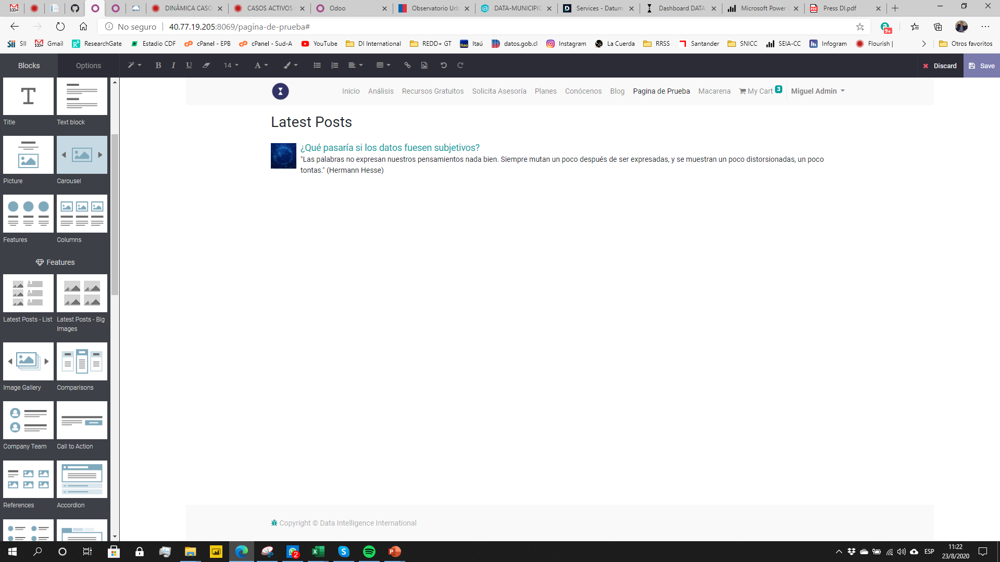 DINÁMICA CASO
CASOS ACTIVOS
Odoo
Observatorio Urb
DATA-MUNICIPIO
Services - Datum
Dashboard DATA
Microsoft Power
Press DI.pdf
No seguro
40.77.19.205:8069/pagina-de-prueba#
9+
SII
Gmail
ResearchGate
Estadio CDF
cPanel - EPB
cPanel - Sud-A
YouTube
DI International
REDD+ GT
Itaú
datos.gob.cl
Instagram
La Cuerda
RRSS
Santander
SNICC
SEIA-CC
Infogram
Flourish |
Otros favoritos
Blocks
Options
B
I
U
14
A
Discard
Save
Inicio
Análisis
Recursos Gratuitos
Solicita Asesoría
Planes
Conócenos
Blog
Pagina de Prueba
Macarena
My Cart 3
Miguel Admin
Title
Text block
Picture
Carousel
Features
Columns
Features
Latest Posts - List
Latest Posts - Big
Images
Image Gallery
Comparisons
Company Team
Call to Action
References
Accordion
Latest Posts
¿Qué pasaría si los datos fuesen subjetivos?
"Las palabras no expresan nuestros pensamientos nada bien. Siempre mutan un poco después de ser expresadas, y se muestran un poco distorsionadas, un poco
tontas." (Hermann Hesse)
Copyright © Data Intelligence International
2
ESP
11:22
23/8/2020